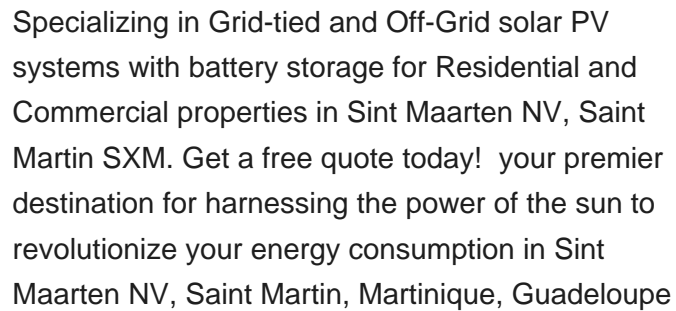 Specializing in Grid-tied and Off-Grid solar PV
systems with battery storage for Residential and
Commercial properties in Sint Maarten NV, Saint
Martin SXM. Get a free quote today!  your premier
destination for harnessing the power of the sun to
revolutionize your energy consumption in Sint
Maarten NV, Saint Martin, Martinique, Guadeloupe